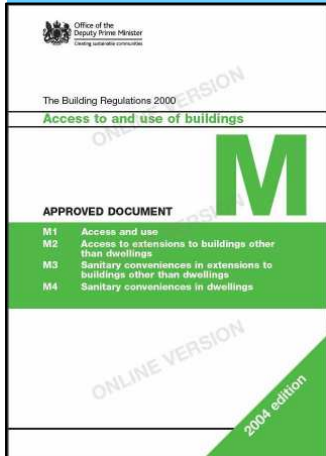 Office of the
Deputy Prime Minister
Creating sustainable communities
The Building Regulations 2000
Access to and use of buildings
ONLINE VERSION
M
APPROVED DOCUMENT
ONLINE VERSION
M1 Access and use
M2 Access to extensions to buildings other
than dwellings
M3 Sanitary conveniences in extensions to
buildings other than dwellings
M4 Sanitary conveniences in dwellings
ONLINE VERSION
2004 edition